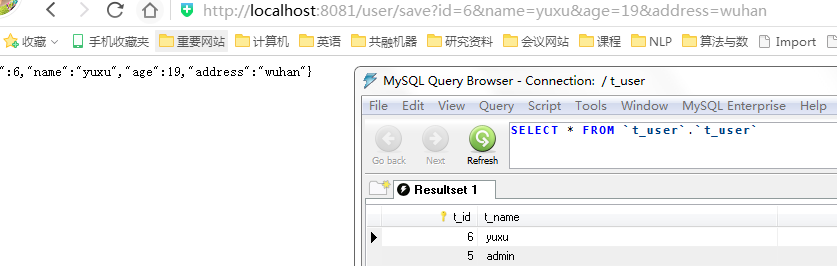 http://localhost:8081/user/save?id=6&name=yuxu&age=19&address=wuhan
收藏 手机收藏夹 重要网站 计算机 英语 共融机器 研究资料 会议网站 课程 NLP 算法与数 Import
":6,"name":"yuxu","age":19,"address":"wuhan"}
MySQL Query Browser - Connection: / t_user
File Edit View Query Script Tools Window MySQL Enterprise Help
Go back Next Refresh
SELECT * FROM `t_user`.`t_user`
Resultset 1
t_id t_name
6 yuxu
5 admin